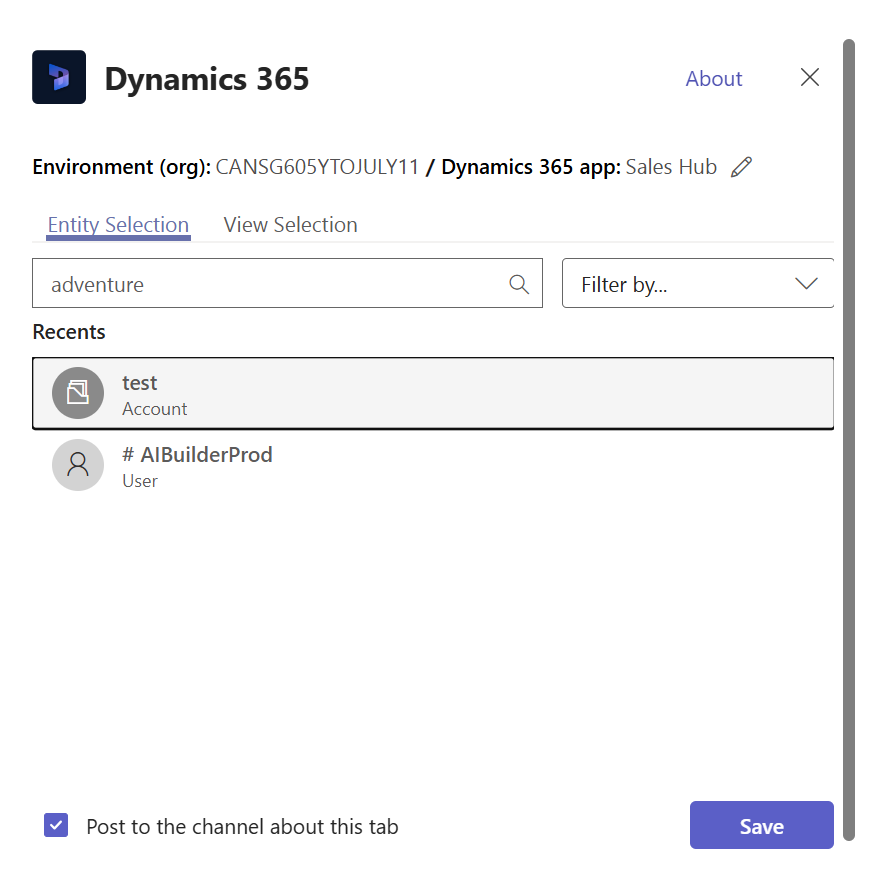 Dynamics 365
About
Environment (org): CANSG605YTOJULY11 / Dynamics 365 app: Sales Hub
Entity Selection View Selection
adventure Filter by...
Recents
test
Account
# AIBuilderProd
User
Post to the channel about this tab Save